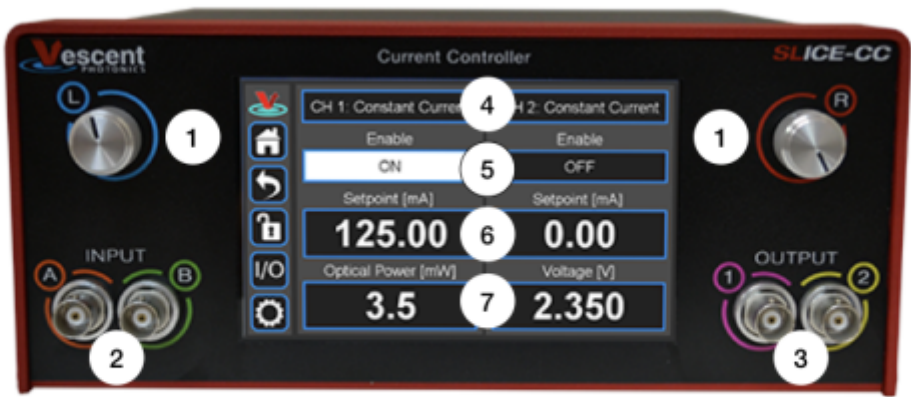 Vescent
PHOTONICS
Current Controller
SLICE-CC
L
R
1
1
4
CH 1: Constant
2: Constant Current
Enable
Enable
ON
5
OFF
Setpoint [mA]
Setpoint [mA]
125.00
6
0.00
I/O
Optical Power [mW]
Voltage [V]
3.5
7
2.350
INPUT
A
B
2
OUTPUT
1
2
3